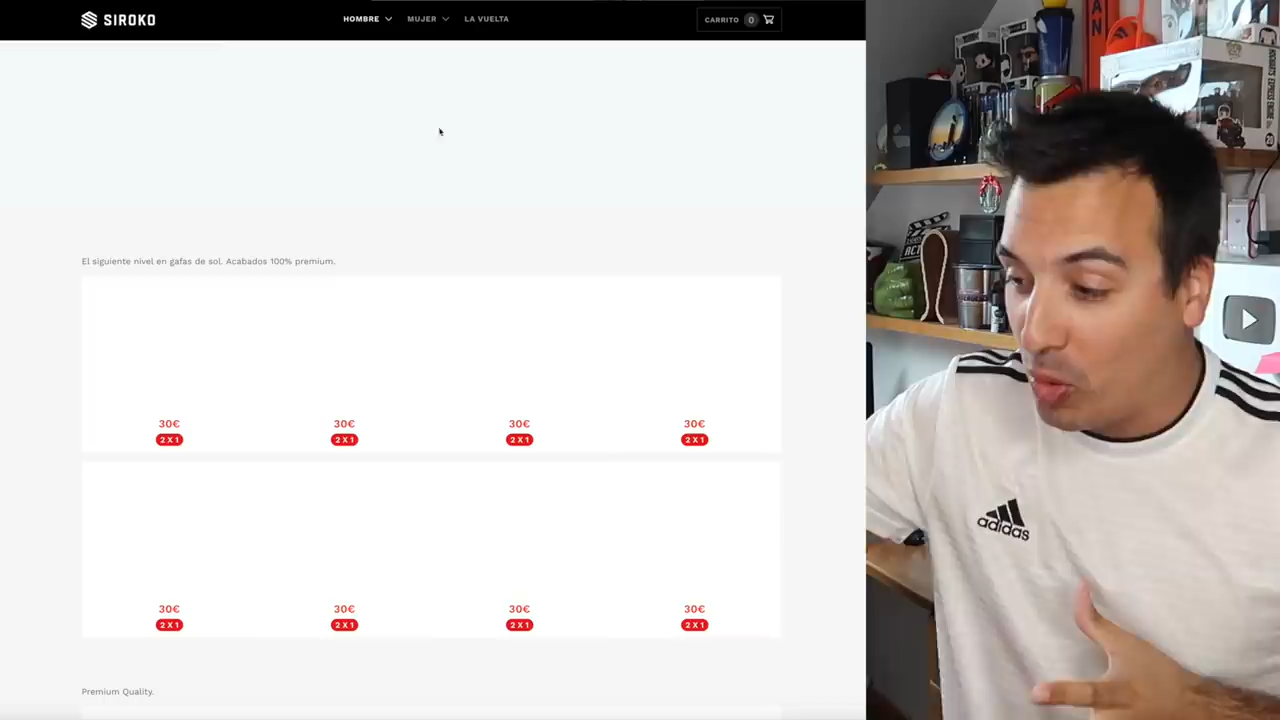 SIROKO
HOMBRE MUJER LA VUELTA
CARRITO 0
El siguiente nivel en gafas de sol. Acabados 100% premium.
30€ 30€ 30€ 30€
2 X 1 2 X 1 2 X 1 2 X 1
30€ 30€ 30€ 30€
2 X 1 2 X 1 2 X 1 2 X 1
Premium Quality.
adidas